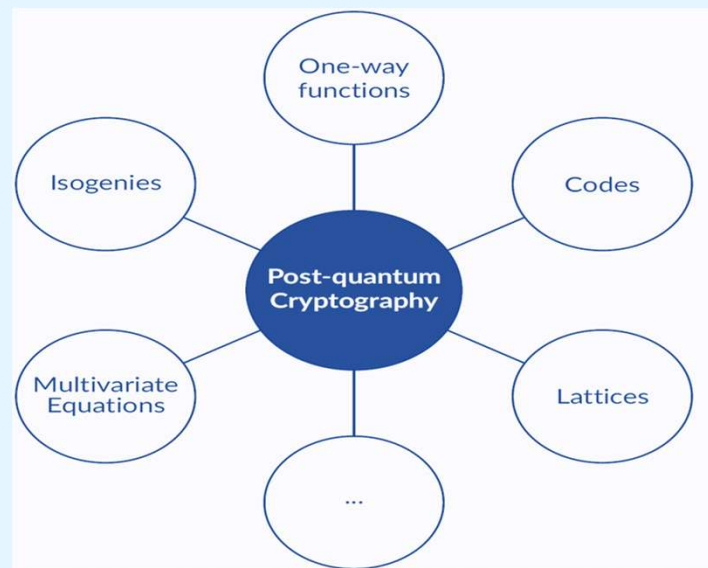 One-way
functions
Isogenies
Codes
Post-quantum
Cryptography
Multivariate
Equations
Lattices
...